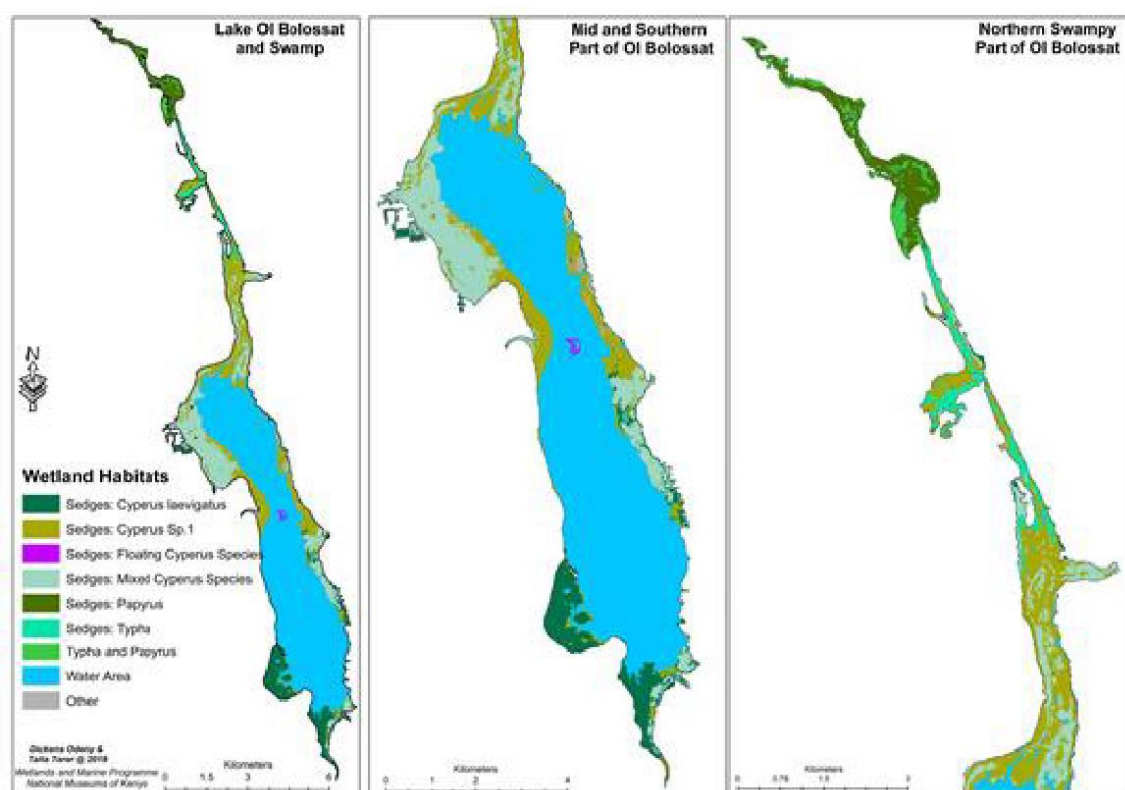 Lake Ol Bolossat
and Swamp
N
Wetland Habitats
Sedges: Cyperus laevigatus
Sedges: Cyperus Sp.1
Sedges: Floating Cyperus Species
Sedges: Mixed Cyperus Species
Sedges: Papyrus
Sedges: Typha
Typha and Papyrus
Water Area
Other
Dickens Odeny &
@ 2019
Wetlands and Marine Programme
National Museums of Kenya
Kilometers
0 1.5 3 6
Mid and Southern
Part of Ol Bolossat
Kilometers
0 1 2 4
Northern Swampy
Part of Ol Bolossat
Kilometers
0 0.75